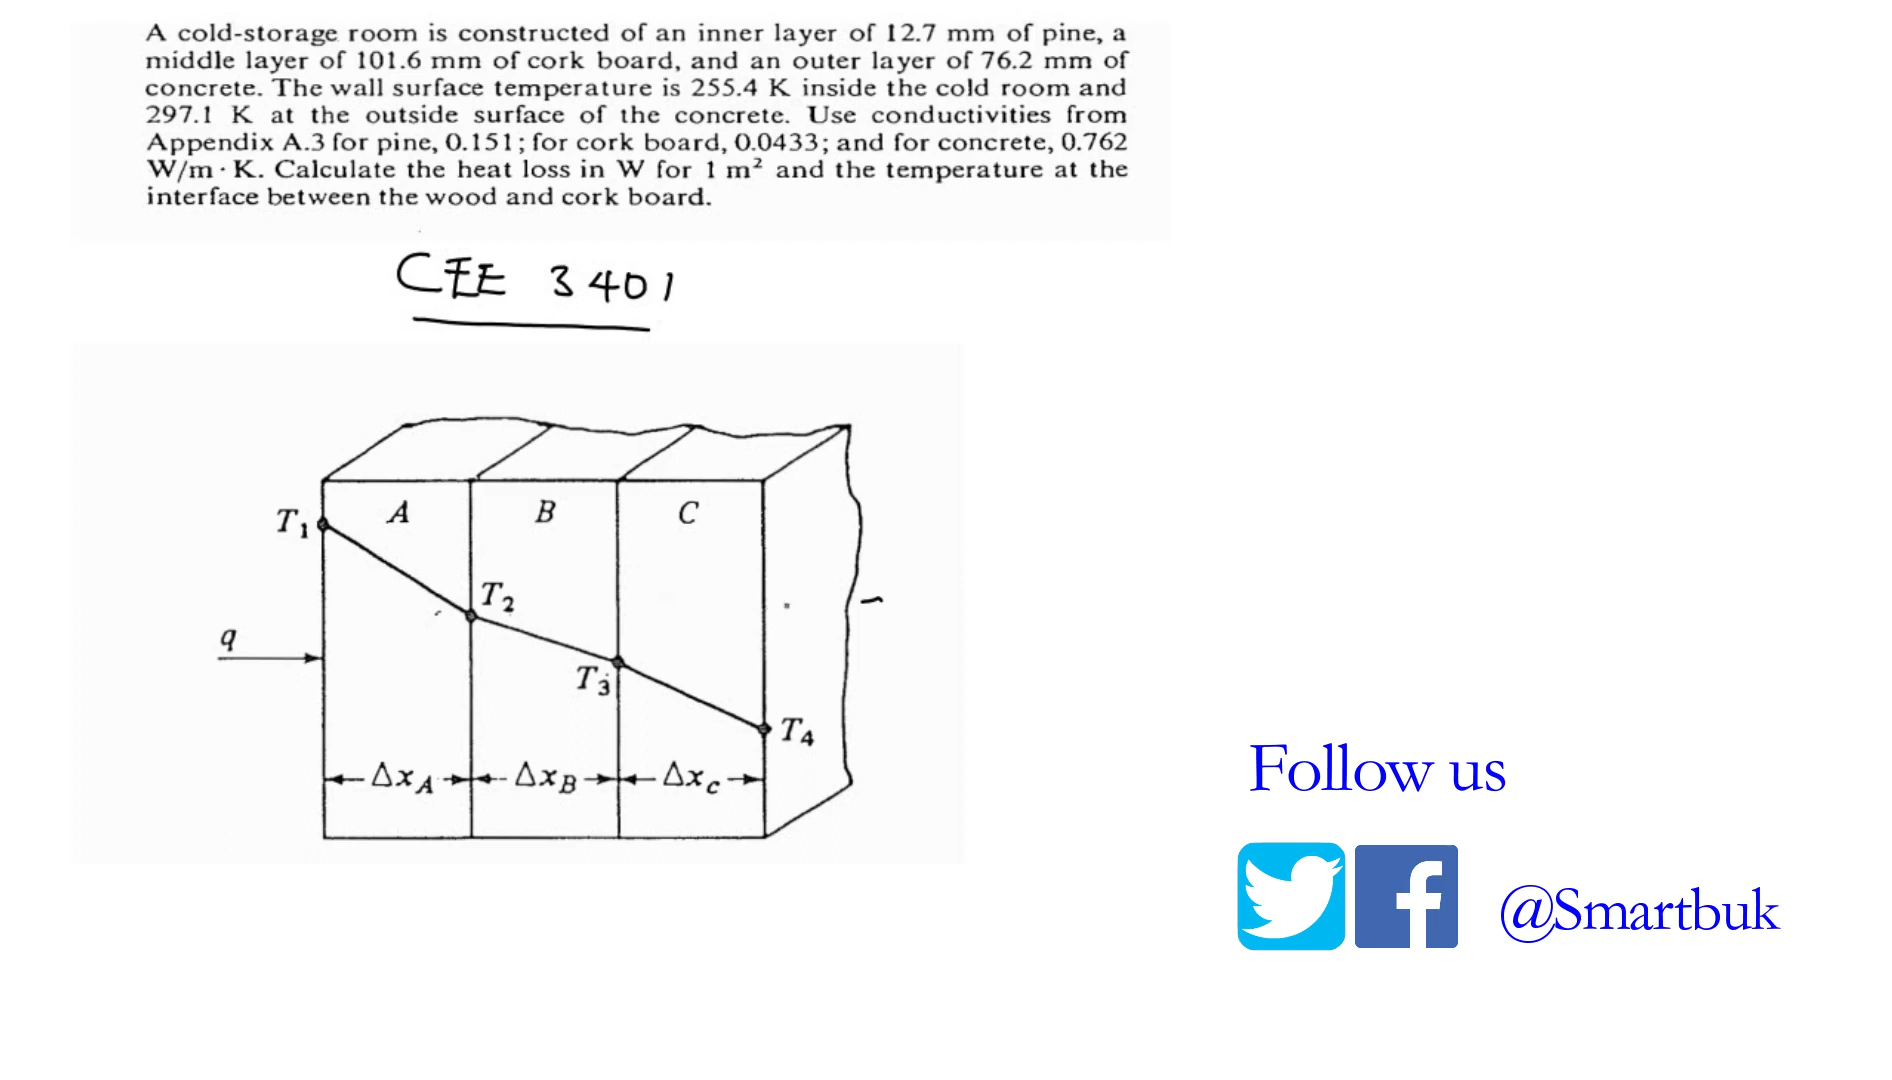 A cold-storage room is constructed of an inner layer of 12.7 mm of pine, a
middle layer of 101.6 mm of cork board, and an outer layer of 76.2 mm of
concrete. The wall surface temperature is 255.4 K inside the cold room and
297.1 K at the outside surface of the concrete. Use conductivities from
Appendix A.3 for pine, 0.151; for cork board, 0.0433; and for concrete, 0.762
W/m · K. Calculate the heat loss in W for 1 m² and the temperature at the
interface between the wood and cork board.
CEE 3401
A B C
T₁
T₂
q
T₃
T₄
Δx_A Δx_B Δx_C
Follow us
@Smartbuk